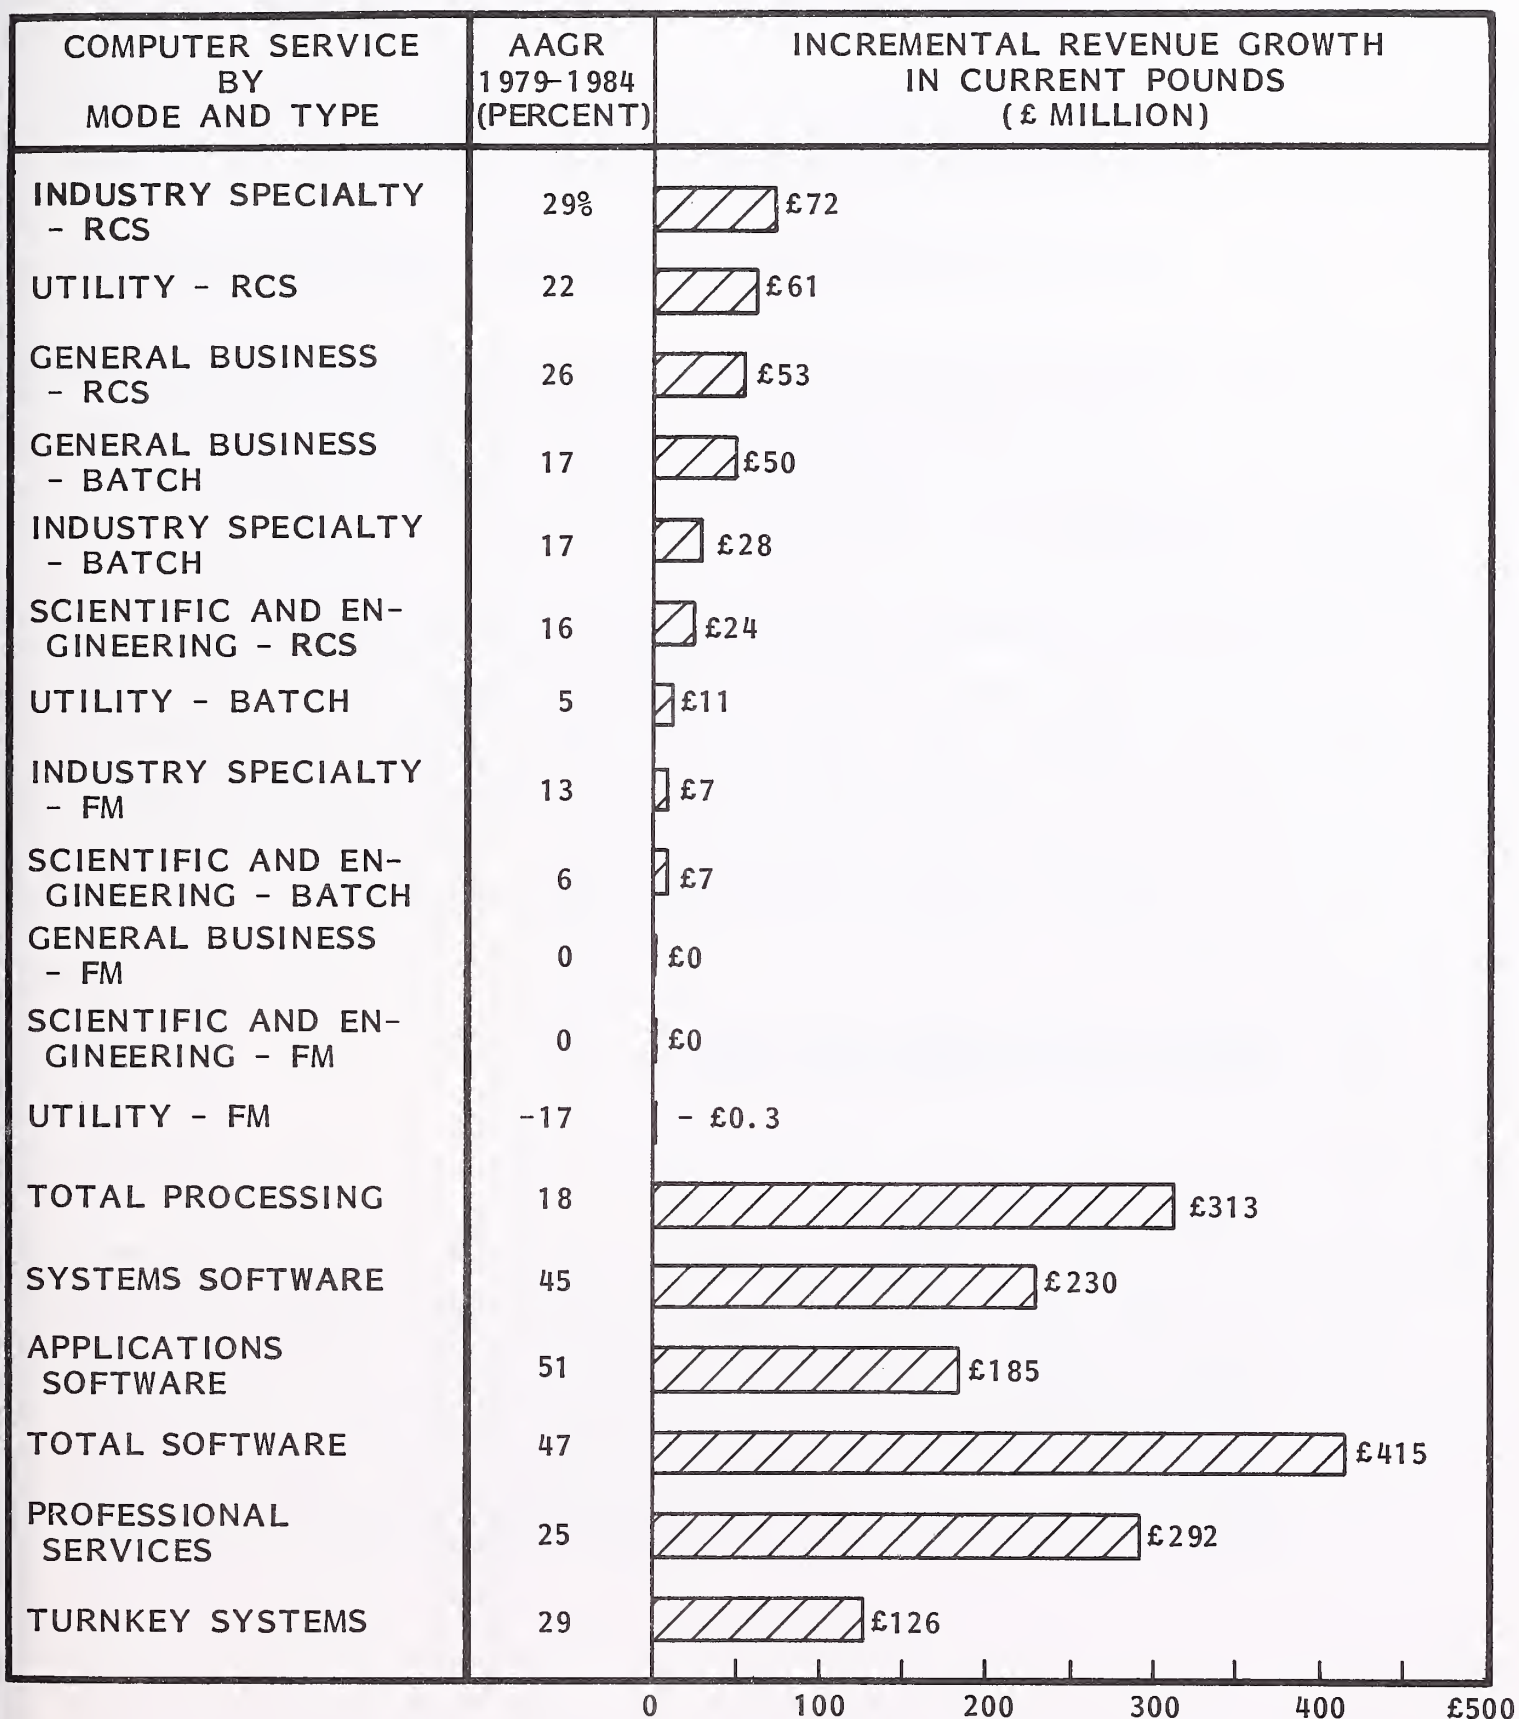 COMPUTER SERVICE
BY
MODE AND TYPE
AAGR
1979-1984
(PERCENT)
INCREMENTAL REVENUE GROWTH
IN CURRENT POUNDS
(£ MILLION)
INDUSTRY SPECIALTY
- RCS
29%
£72
UTILITY - RCS
22
£61
GENERAL BUSINESS
- RCS
26
£53
GENERAL BUSINESS
- BATCH
17
£50
INDUSTRY SPECIALTY
- BATCH
17
£28
SCIENTIFIC AND EN-
GINEERING - RCS
16
£24
UTILITY - BATCH
5
£11
INDUSTRY SPECIALTY
- FM
13
£7
SCIENTIFIC AND EN-
GINEERING - BATCH
6
£7
GENERAL BUSINESS
- FM
0
£0
SCIENTIFIC AND EN-
GINEERING - FM
0
£0
UTILITY - FM
-17
- £0.3
TOTAL PROCESSING
18
£313
SYSTEMS SOFTWARE
45
£230
APPLICATIONS
SOFTWARE
51
£185
TOTAL SOFTWARE
47
£415
PROFESSIONAL
SERVICES
25
£292
TURNKEY SYSTEMS
29
£126
0 100 200 300 400 £500